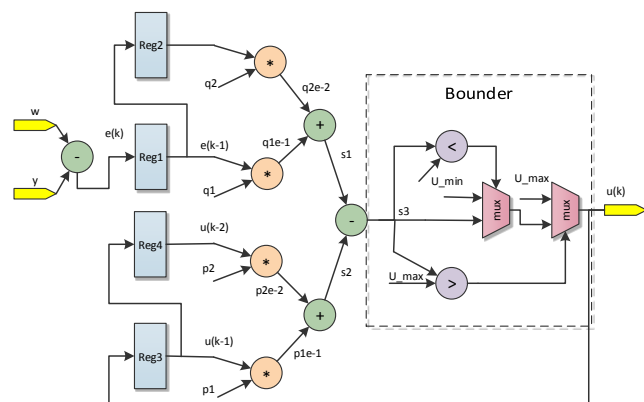 Reg2
*
q2
q2e-2
Bounder
w
e(k)
+
-
y
Reg1
e(k-1)
q1e-1
q1
*
s1
<
U_min
U_max
mux
mux
u(k)
s3
-
Reg4
u(k-2)
p2
*
p2e-2
s2
U_max
>
+
p1e-1
Reg3
u(k-1)
p1
*